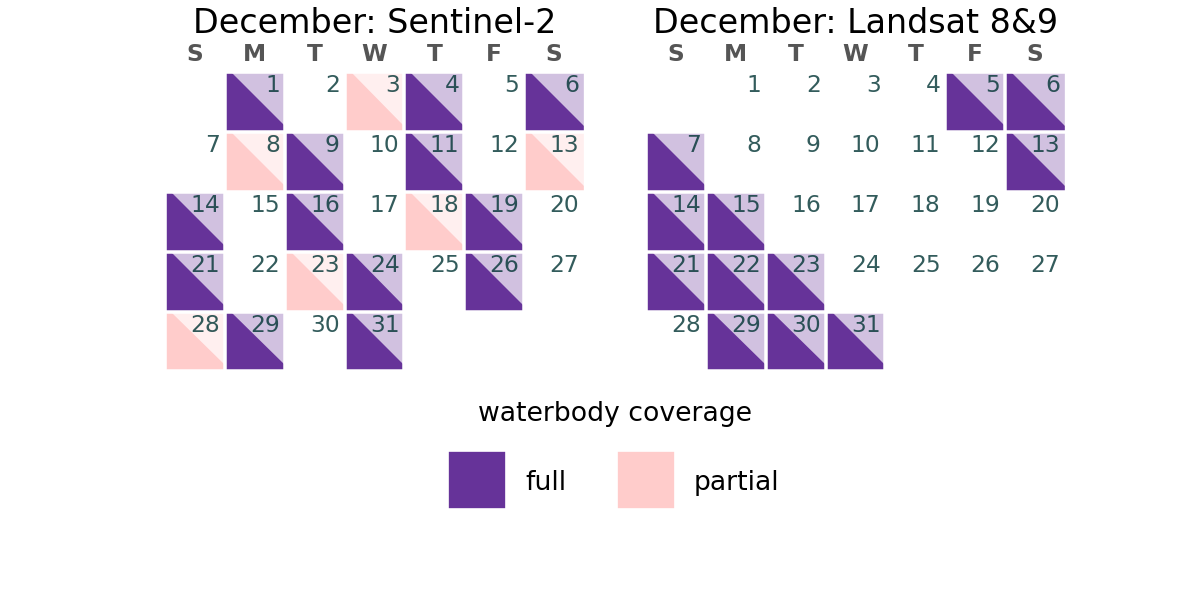 December: Sentinel-2
S M T W T F S
1 2 3 4 5 6
7 8 9 10 11 12 13
14 15 16 17 18 19 20
21 22 23 24 25 26 27
28 29 30 31
December: Landsat 8&9
S M T W T F S
1 2 3 4 5 6
7 8 9 10 11 12 13
14 15 16 17 18 19 20
21 22 23 24 25 26 27
28 29 30 31
waterbody coverage
full partial